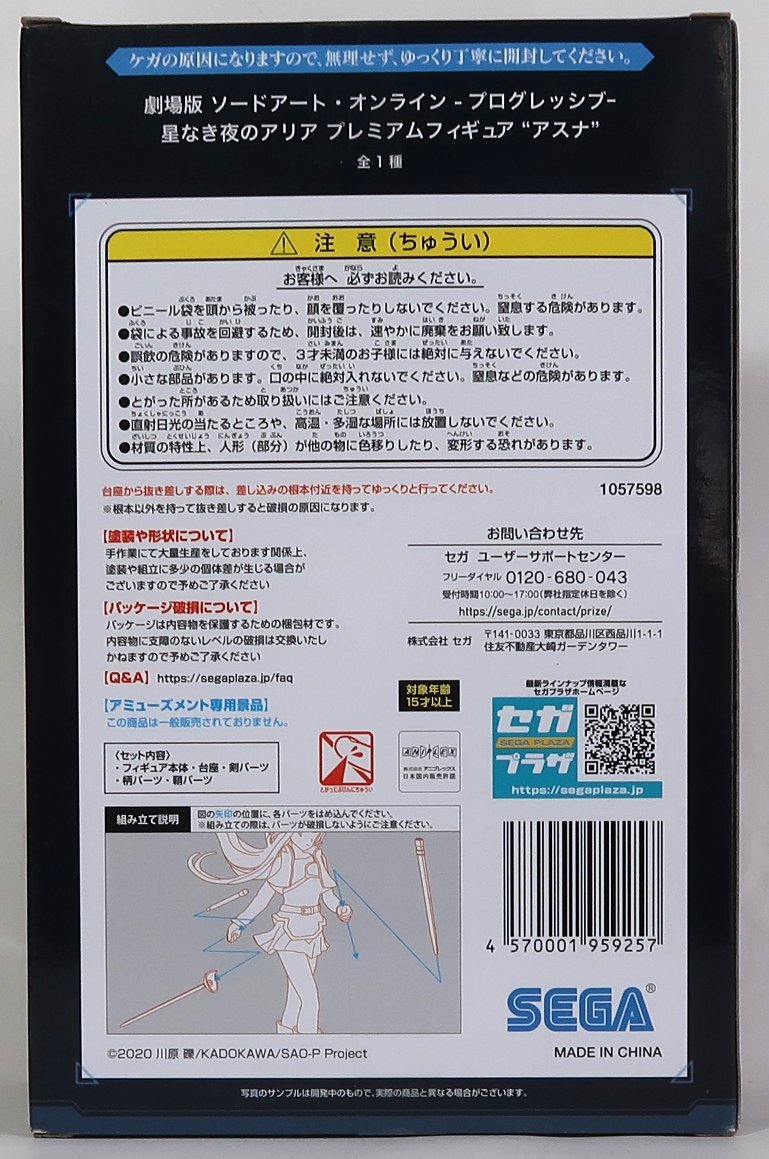 ケガの原因になりますので、無理せず、ゆっくり丁寧に開封してください。
劇場版 ソードアート・オンライン -プログレッシブ-
星なき夜のアリア プレミアムフィギュア “アスナ”
全1種
注 意（ちゅうい）
お客様へ 必ずお読みください。
●ビニール袋を頭から被ったり、顔を覆ったりしないでください。窒息する危険があります。
●袋による事故を回避するため、開封後は、速やかに廃棄をお願い致します。
●誤飲の危険がありますので、3才未満のお子様には絶対に与えないでください。
●小さな部品があります。口の中に絶対入れないでください。窒息などの危険があります。
●とがった所があるため取り扱いにはご注意ください。
●直射日光の当たるところや、高温・多湿な場所には放置しないでください。
●材質の特性上、人形（部分）が他の物に色移りしたり、変形する恐れがあります。
台座から抜き差しする際は、差し込みの根本付近を持ってゆっくりと行ってください。
※根本以外を持って抜き差しすると破損の原因になります。
1057598
【塗装や形状について】
手作業にて大量生産をしております関係上、
塗装や組立に多少の個体差が生じる場合が
ございますので予めご了承ください
【パッケージ破損について】
パッケージは内容物を保護するための梱包材です。
内容物に支障のないレベルの破損は交換いたし
かねますので予めご了承ください
【Q&A】 https://segaplaza.jp/faq
【アミューズメント専用景品】
この商品は一般販売されておりません。
お問い合わせ先
セガ ユーザーサポートセンター
フリーダイヤル 0120-680-043
受付時間10:00～17:00（弊社指定休日を除く）
https://sega.jp/contact/prize/
株式会社 セガ 〒141-0033 東京都品川区西品川1-1-1
住友不動産大崎ガーデンタワー
対象年齢
15才以上
最新ラインナップ情報満載な
セガプラザホームページ
セガ
SEGA PLAZA
プラザ
https://segaplaza.jp
〈セット内容〉
・フィギュア本体・台座・剣パーツ
・柄パーツ・鞘パーツ
とがったぶひんにちゅうい
ANIPLEX
株式会社 アニプレックス
日本国内販売許諾
組み立て説明
図の矢印の位置に、各パーツをはめ込んでください。
※組み立ての際は、パーツが破損しないようにご注意ください。
4 570001 959257
SEGA®
©2020 川原 礫/KADOKAWA/SAO-P Project
MADE IN CHINA
写真のサンプルは開発中のもので、実際の商品と異なる場合がございます。